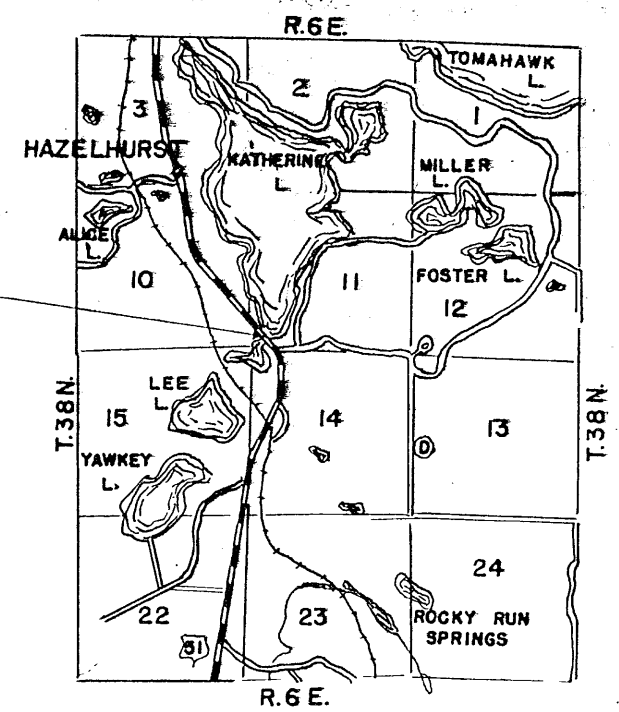 R.6E.
TOMAHAWK
L.
2
3
1
HAZELHURST
KATHERINE
L.
MILLER
L.
ALICE
L.
10
11
FOSTER L.
12
T.38N.
LEE
L.
15
14
13
T.38N.
YAWKEY
L.
D
24
22
23
ROCKY RUN
SPRINGS
51
R.6 E.